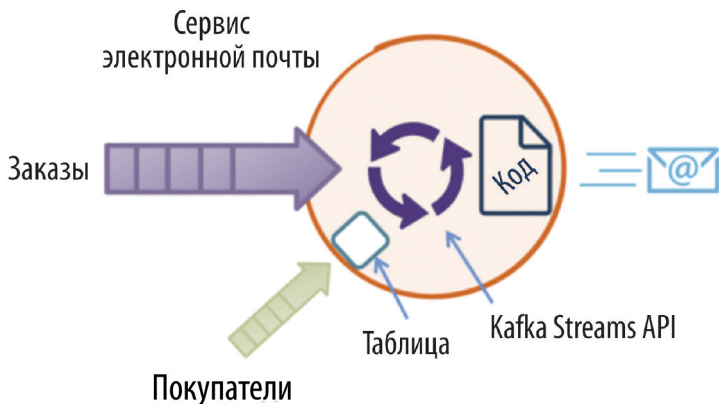 Сервис
электронной почты
Заказы
Код
@
Таблица
Kafka Streams API
Покупатели